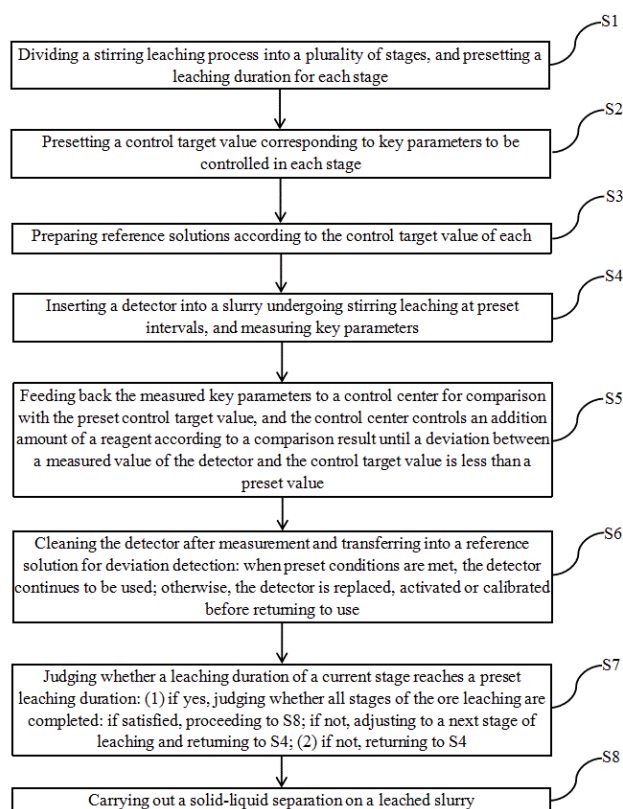 S1
Dividing a stirring leaching process into a plurality of stages, and presetting a
leaching duration for each stage
S2
Presetting a control target value corresponding to key parameters to be
controlled in each stage
S3
Preparing reference solutions according to the control target value of each
S4
Inserting a detector into a slurry undergoing stirring leaching at preset
intervals, and measuring key parameters
S5
Feeding back the measured key parameters to a control center for comparison
with the preset control target value, and the control center controls an addition
amount of a reagent according to a comparison result until a deviation between
a measured value of the detector and the control target value is less than a
preset value
S6
Cleaning the detector after measurement and transferring into a reference
solution for deviation detection: when preset conditions are met, the detector
continues to be used; otherwise, the detector is replaced, activated or calibrated
before returning to use
S7
Judging whether a leaching duration of a current stage reaches a preset
leaching duration: (1) if yes, judging whether all stages of the ore leaching are
completed: if satisfied, proceeding to S8; if not, adjusting to a next stage of
leaching and returning to S4; (2) if not, returning to S4
S8
Carrying out a solid-liquid separation on a leached slurry